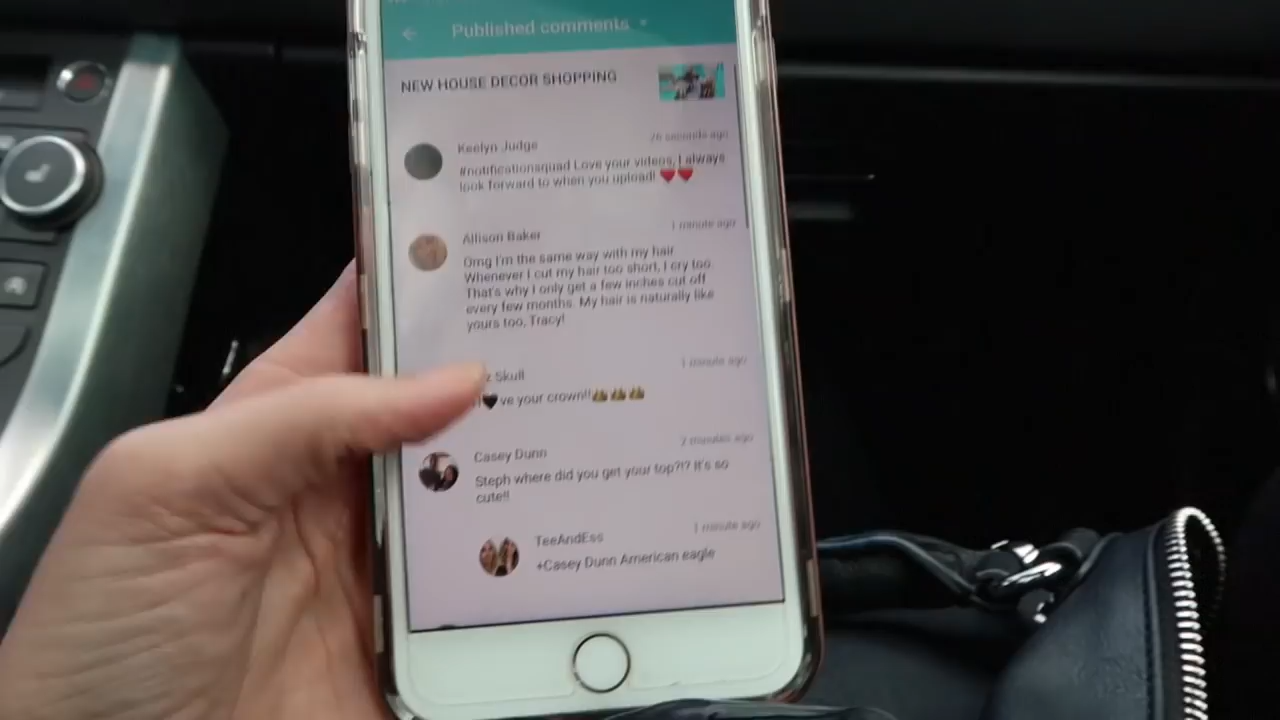 Published comments
NEW HOUSE DECOR SHOPPING
Keelyn Judge
26 seconds ago
#notificationsquad Love your videos, I always
look forward to when you upload! ❤️❤️
Allison Baker
1 minute ago
Omg I'm the same way with my hair
Whenever I cut my hair too short, I cry too.
That's why I only get a few inches cut off
every few months. My hair is naturally like
yours too, Tracy!
1 minute ago
z Skull
🖤 ve your crown!!👑👑👑
2 minutes ago
Casey Dunn
Steph where did you get your top?!? It's so
cute!!
1 minute ago
TeeAndEss
+Casey Dunn American eagle